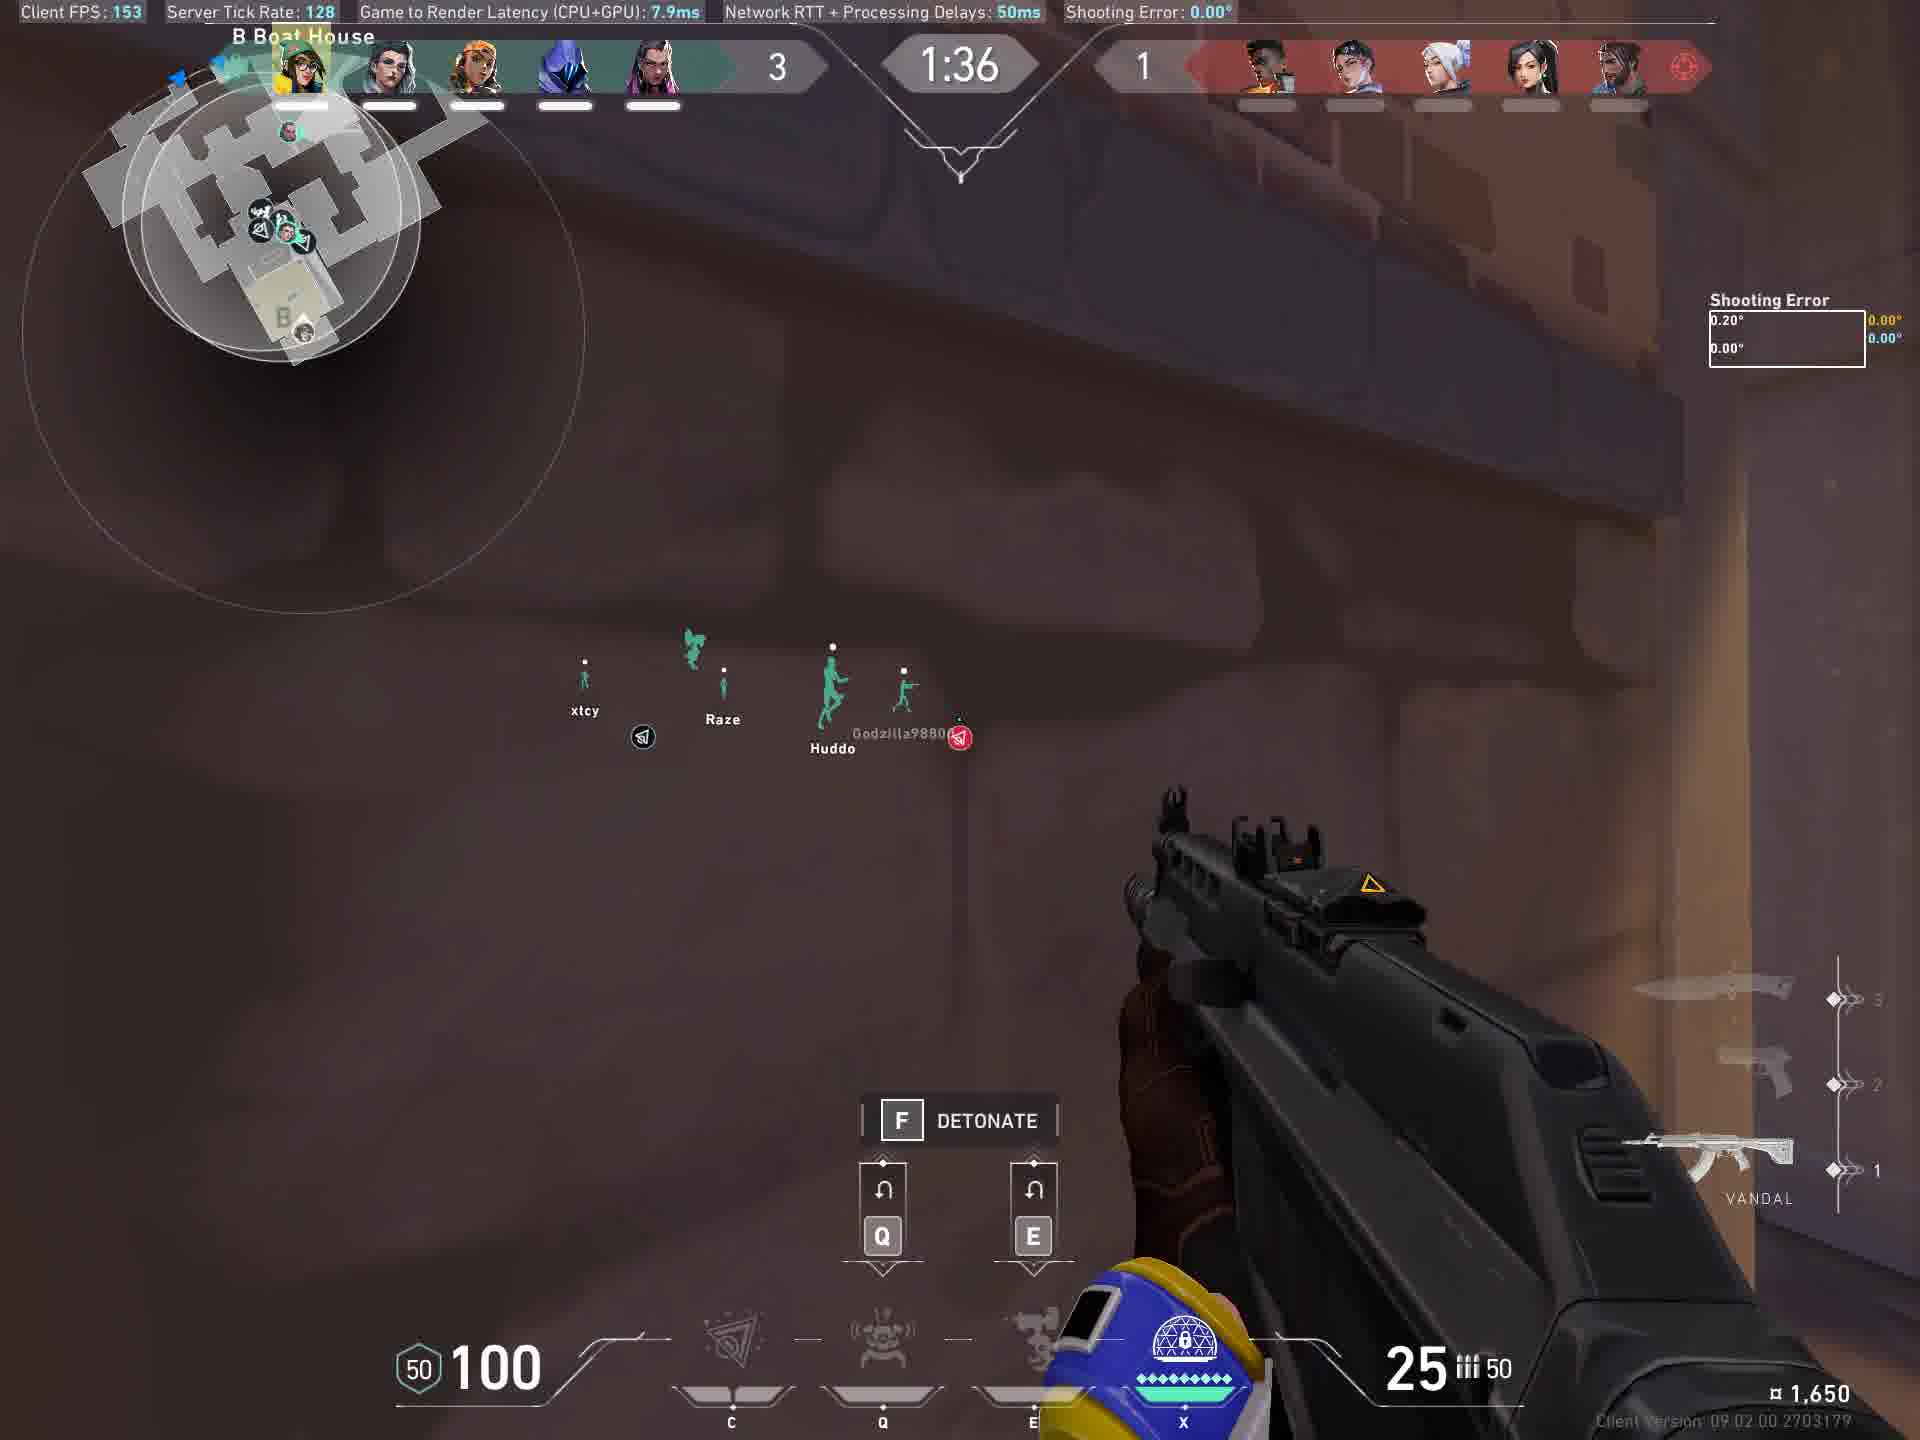 Client FPS: 153 Server Tick Rate: 128 Game to Render Latency (CPU+GPU): 7.9ms Network RTT + Processing Delays: 50ms Shooting Error: 0.00°
B Boat House
3 1:36 1
B
Shooting Error
0.20° 0.00°
0.00° 0.00°
xtcy
Raze
Godzilla98800
Huddo
3
2
F DETONATE
1
VANDAL
Q E
50 100 25 50
¤ 1,650
C Q E X
Client Version: 09.02.00.2703179